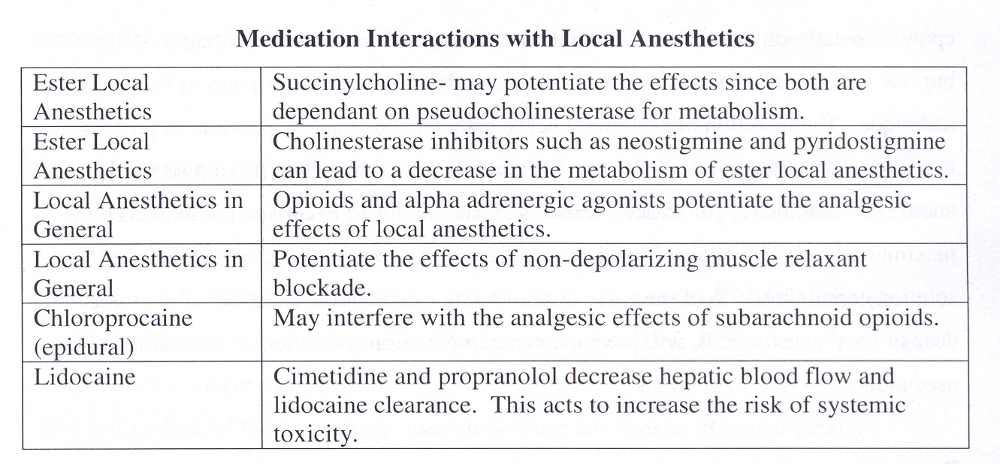 Medication Interactions with Local Anesthetics
Ester Local
Anesthetics
Succinylcholine- may potentiate the effects since both are
dependant on pseudocholinesterase for metabolism.
Ester Local
Anesthetics
Cholinesterase inhibitors such as neostigmine and pyridostigmine
can lead to a decrease in the metabolism of ester local anesthetics.
Local Anesthetics in
General
Opioids and alpha adrenergic agonists potentiate the analgesic
effects of local anesthetics.
Local Anesthetics in
General
Potentiate the effects of non-depolarizing muscle relaxant
blockade.
Chloroprocaine
(epidural)
May interfere with the analgesic effects of subarachnoid opioids.
Lidocaine
Cimetidine and propranolol decrease hepatic blood flow and
lidocaine clearance.  This acts to increase the risk of systemic
toxicity.